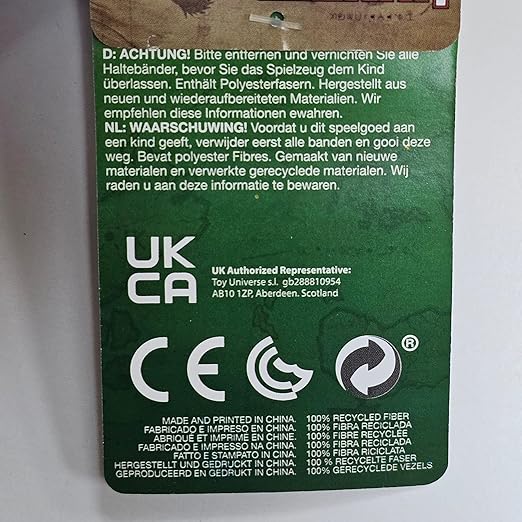 D: ACHTUNG! Bitte entfernen und vernichten Sie alle
Haltebänder, bevor Sie das Spielzeug dem Kind
überlassen. Enthält Polyesterfasern. Hergestellt aus
neuen und wiederaufbereiteten Materialien. Wir
empfehlen diese Informationen ewahren.
NL: WAARSCHUWING! Voordat u dit speelgoed aan
een kind geeft, verwijder eerst alle banden en gooi deze
weg. Bevat polyester Fibres. Gemaakt van nieuwe
materialen en verwerkte gerecyclede materialen. Wij
raden u aan deze informatie te bewaren.
UK
CA
UK Authorized Representative:
Toy Universe s.l. gb288810954
AB10 1ZP, Aberdeen. Scotland
CE
®
MADE AND PRINTED IN CHINA. 100% RECYCLED FIBER
FABRICADO E IMPRESO EN CHINA. 100% FIBRA RECICLADA
ABRIQUE ET IMPRIME EN CHINA. 100% FIBRE RECYCLÉE
FABRICADO E IMPRESSO NA CHINA. 100% FIBRA RECICLADA
FATTO E STAMPATO IN CHINA. 100% FIBRA RICICLATA
HERGESTELLT UND GEDRUCKT IN CHINA. 100 % RECYCELTE FASER
GEPRODUCEERD EN GEDRUKT IN CHINA. 100% GERECYCLEDE VEZELS